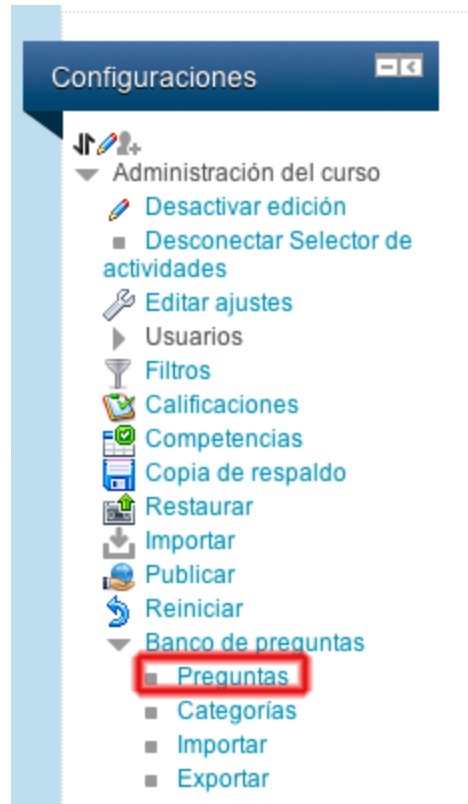 Configuraciones
Administración del curso
Desactivar edición
Desconectar Selector de
actividades
Editar ajustes
Usuarios
Filtros
Calificaciones
Competencias
Copia de respaldo
Restaurar
Importar
Publicar
Reiniciar
Banco de preguntas
Preguntas
Categorías
Importar
Exportar